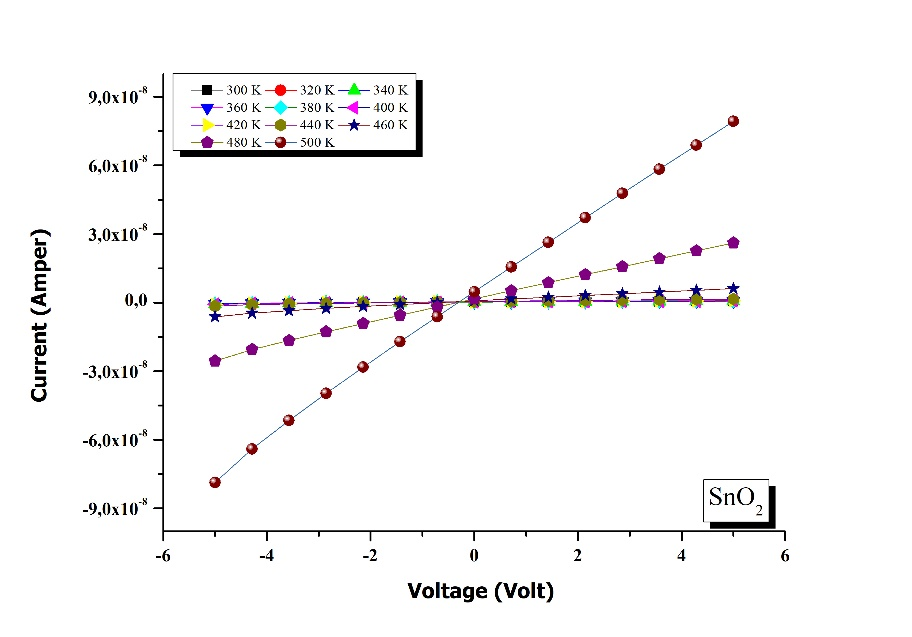 300 K 320 K 340 K
360 K 380 K 400 K
420 K 440 K 460 K
480 K 500 K
9,0x10⁻⁸
6,0x10⁻⁸
3,0x10⁻⁸
0,0
-3,0x10⁻⁸
-6,0x10⁻⁸
-9,0x10⁻⁸
Current (Amper)
SnO₂
-6 -4 -2 0 2 4 6
Voltage (Volt)